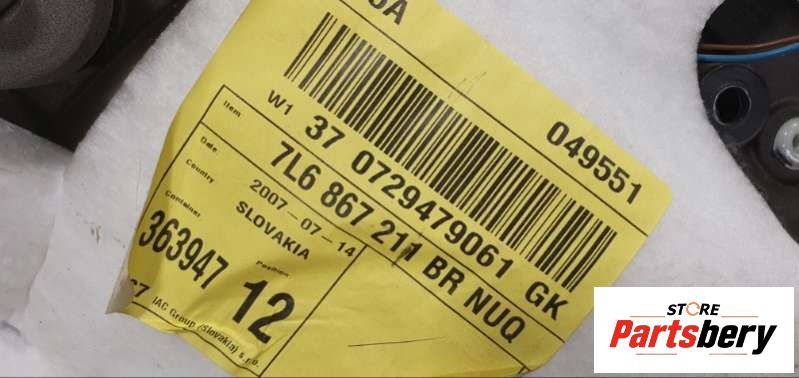 049551
W1 37 0729479061 GK
Item
7L6 867 211 BR NUQ
Date
2007-07-14
Country
SLOVAKIA
Container
363947
Position
12
IAC Group (Slovakia) s.r.o.
STORE
Partsbery